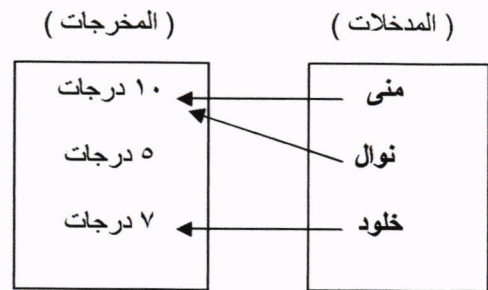 ( المدخلات ) ( المخرجات )
منى ١٠ درجات
نوال ٥ درجات
خلود ٧ درجات